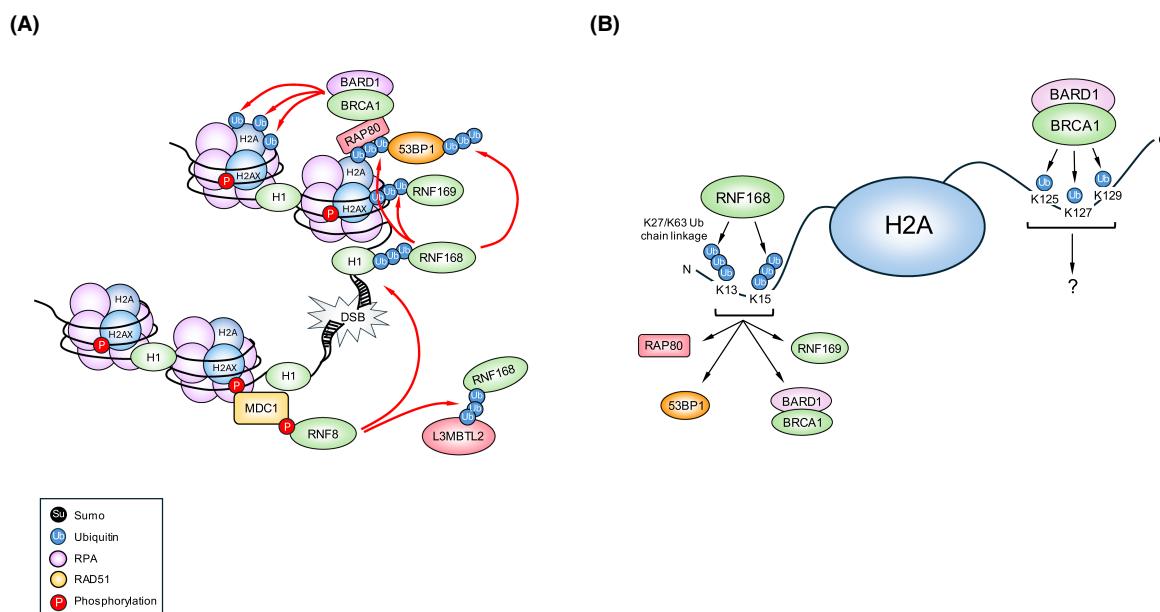 (A)
(B)
BARD1
BRCA1
RAP80
Ub
Ub
Ub
H2A
H2AX
P
H1
Ub
Ub
Ub
53BP1
Ub
Ub
Ub
H2A
H2AX
P
Ub
Ub
Ub
RNF169
H1
Ub
Ub
Ub
RNF168
DSB
H2A
H2AX
P
H1
H2A
H2AX
P
H1
MDC1
P
RNF8
RNF168
Ub
Ub
Ub
L3MBTL2
Su Sumo
Ub Ubiquitin
RPA
RAD51
P Phosphorylation
BARD1
BRCA1
Ub
Ub
Ub
K125
K127
K129
?
RNF168
K27/K63 Ub
chain linkage
Ub
Ub
Ub
Ub
Ub
Ub
N
K13
K15
H2A
RAP80
RNF169
53BP1
BARD1
BRCA1